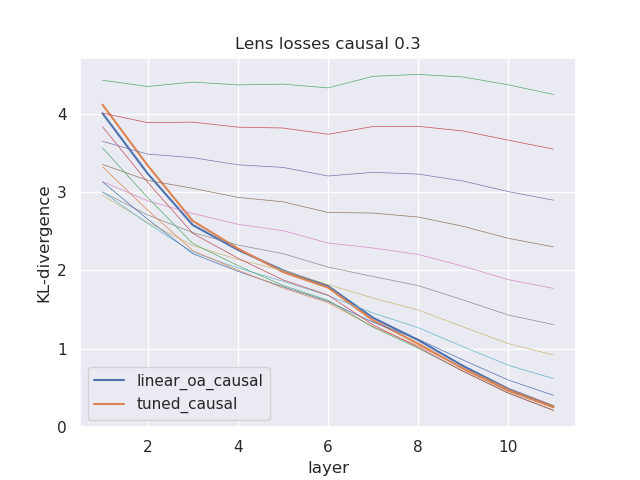 Lens losses causal 0.3
KL-divergence
4
3
2
1
0
linear_oa_causal
tuned_causal
2
4
6
8
10
layer